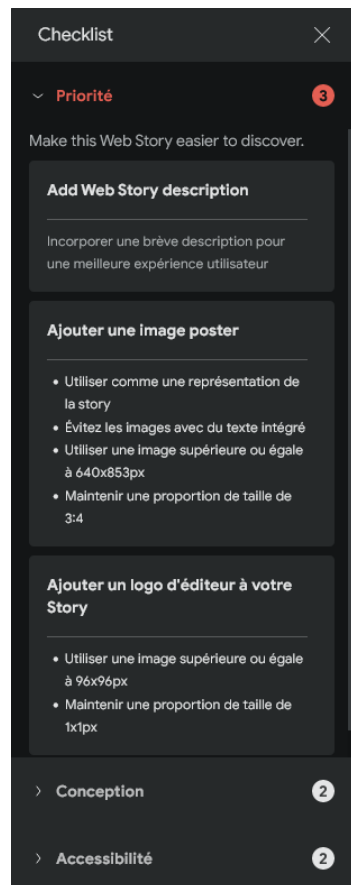 Checklist
Priorité
3
Make this Web Story easier to discover.
Add Web Story description
Incorporer une brève description pour
une meilleure expérience utilisateur
Ajouter une image poster
• Utiliser comme une représentation de
la story
• Évitez les images avec du texte intégré
• Utiliser une image supérieure ou égale
à 640x853px
• Maintenir une proportion de taille de
3:4
Ajouter un logo d'éditeur à votre
Story
• Utiliser une image supérieure ou égale
à 96x96px
• Maintenir une proportion de taille de
1x1px
Conception
2
Accessibilité
2